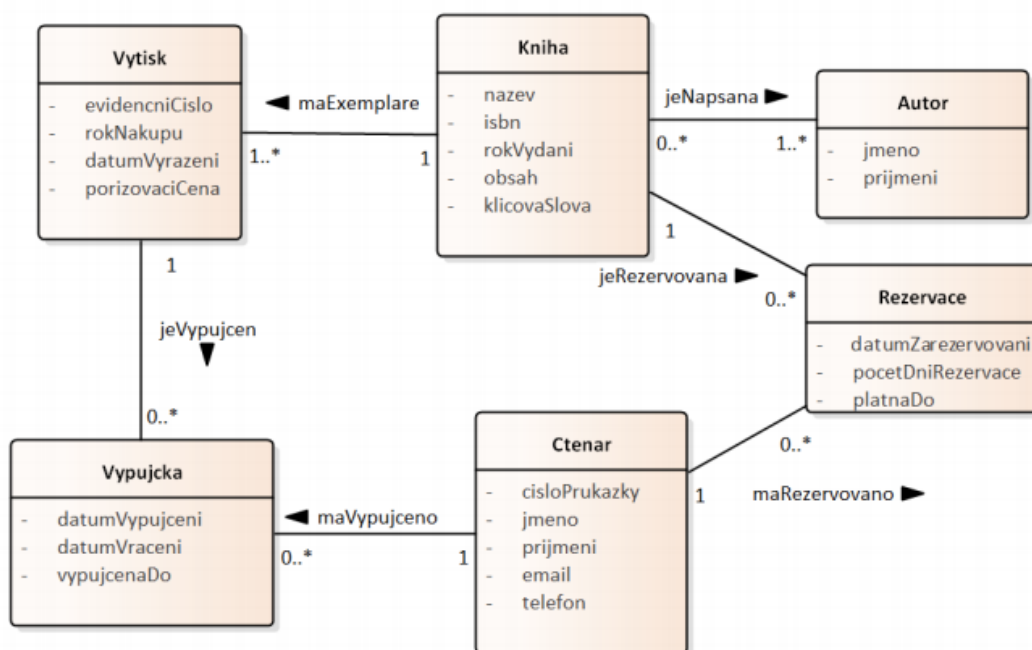 Vytisk
- evidencniCislo
- rokNakupu
- datumVyrazeni
- porizovaciCena
maExemplare
1..*
1
Kniha
- nazev
- isbn
- rokVydani
- obsah
- klicovaSlova
jeNapsana
0..*
1..*
Autor
- jmeno
- prijmeni
1
jeRezervovana
0..*
Rezervace
- datumZarezervovani
- pocetDniRezervace
- platnaDo
1
jeVypujcen
0..*
Vypujcka
- datumVypujceni
- datumVraceni
- vypujcenaDo
maVypujceno
0..*
1
Ctenar
- cisloPrukazky
- jmeno
- prijmeni
- email
- telefon
0..*
1
maRezervovano